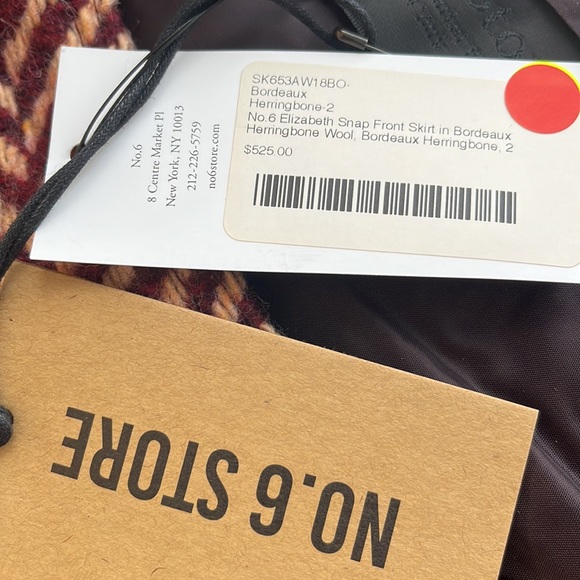 SK653AW18BO-
Bordeaux
Herringbone-2
No.6 Elizabeth Snap Front Skirt in Bordeaux
Herringbone Wool, Bordeaux Herringbone, 2
$525.00
No.6
8 Centre Market Pl
New York, NY 10013
212-226-5759
no6store.com
NO.6 STORE